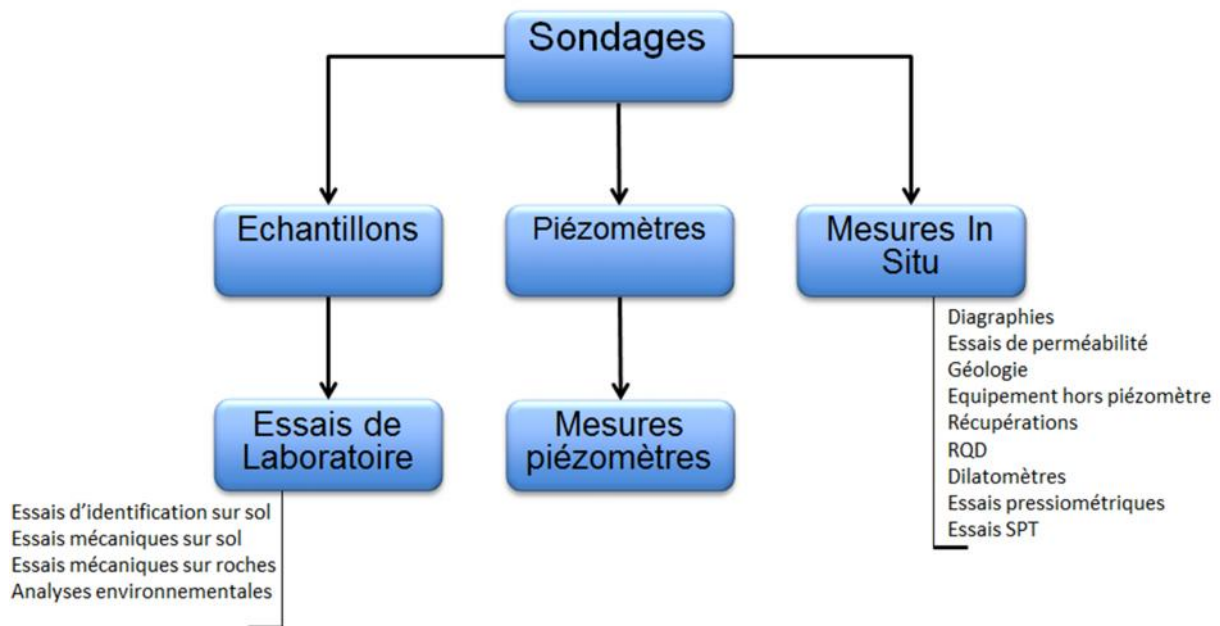 Sondages
Echantillons
Piézomètres
Mesures In
Situ
Diagraphies
Essais de perméabilité
Géologie
Equipement hors piézomètre
Récupérations
RQD
Dilatomètres
Essais pressiométriques
Essais SPT
Essais de
Laboratoire
Mesures
piézomètres
Essais d'identification sur sol
Essais mécaniques sur sol
Essais mécaniques sur roches
Analyses environnementales